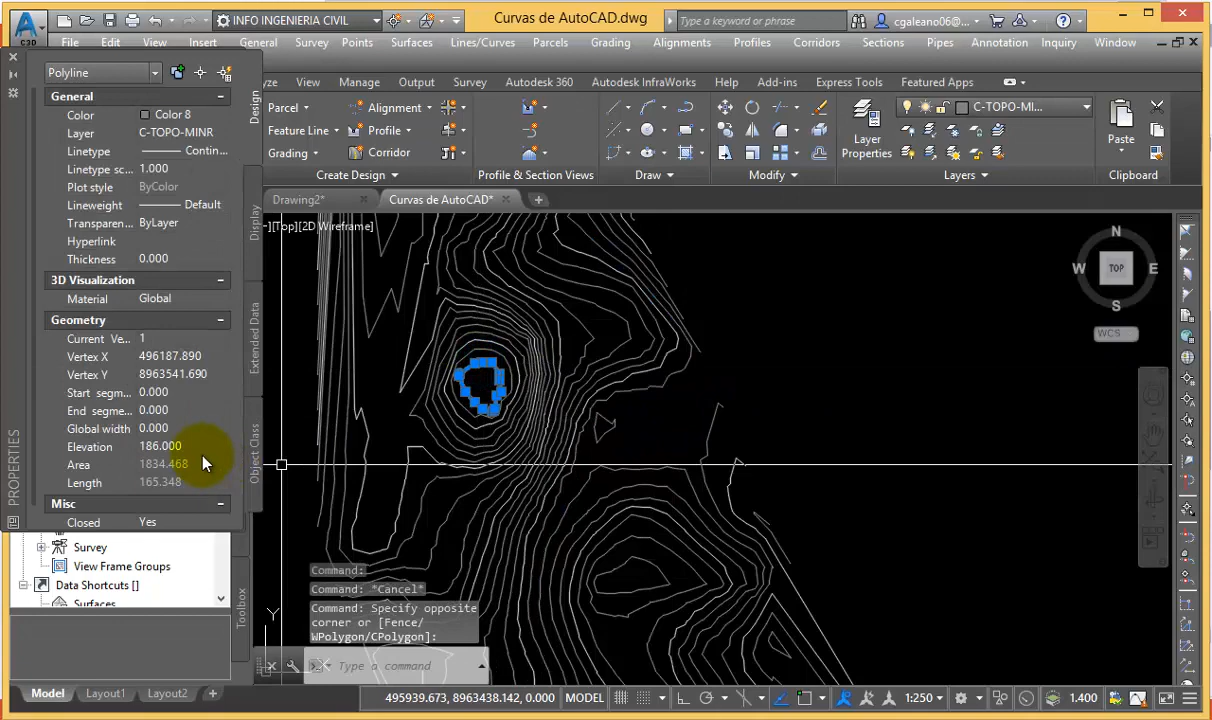 INFO INGENIERIA CIVIL
Curvas de AutoCAD.dwg
Type a keyword or phrase
cgaleano06@...
C3D
File Edit View Insert General Survey Points Surfaces Lines/Curves Parcels Grading Alignments Profiles Corridors Sections Pipes Annotation Inquiry Window
View Manage Output Survey Autodesk 360 Autodesk InfraWorks Help Add-ins Express Tools Featured Apps
Polyline
General
Color Color 8
Layer C-TOPO-MINR
Linetype Contin...
Linetype sc... 1.000
Plot style ByColor
Lineweight Default
Transparen... ByLayer
Hyperlink
Thickness 0.000
3D Visualization
Material Global
Geometry
Current Ve... 1
Vertex X 496187.890
Vertex Y 8963541.690
Start segm... 0.000
End segme... 0.000
Global width 0.000
Elevation 186.000
Area 1834.468
Length 165.348
Misc
Closed Yes
PROPERTIES
Design
Display
Extended Data
Object Class
Parcel
Feature Line
Grading
Alignment
Profile
Corridor
Create Design
Profile & Section Views
Draw
Modify
Layer
Properties
C-TOPO-MI...
Layers
Paste
Clipboard
Drawing2*
Curvas de AutoCAD*
-][Top][2D Wireframe]
N
W TOP E
S
WCS
Survey
View Frame Groups
Data Shortcuts []
Surfaces
Toolbox
Y
X
Command:
Command: *Cancel*
Command: Specify opposite
corner or [Fence/
WPolygon/CPolygon]:
Type a command
Model Layout1 Layout2
495939.673, 8963438.142, 0.000 MODEL
1:250
1.400